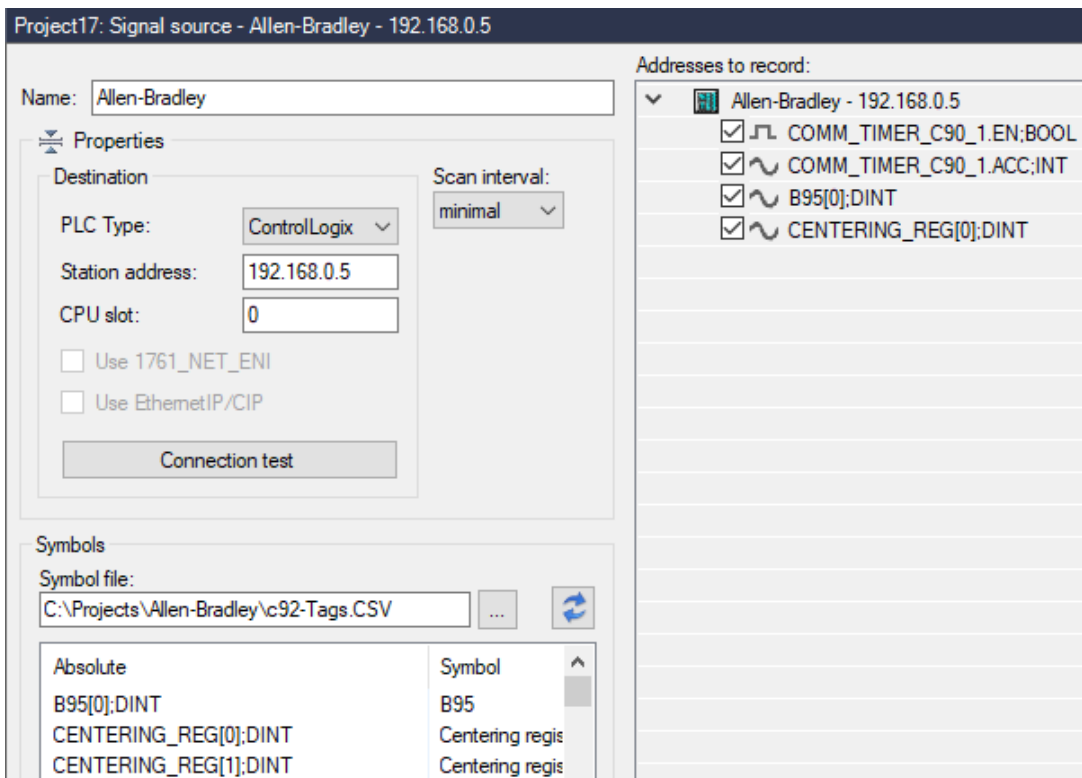 Project17: Signal source - Allen-Bradley - 192.168.0.5
Name: Allen-Bradley
Properties
Destination
PLC Type: ControlLogix
Station address: 192.168.0.5
CPU slot: 0
Use 1761_NET_ENI
Use EthernetIP/CIP
Connection test
Scan interval:
minimal
Symbols
Symbol file:
C:\Projects\Allen-Bradley\c92-Tags.CSV ...
Absolute Symbol
B95[0];DINT B95
CENTERING_REG[0];DINT Centering regis
CENTERING_REG[1];DINT Centering regis
Addresses to record:
Allen-Bradley - 192.168.0.5
COMM_TIMER_C90_1.EN;BOOL
COMM_TIMER_C90_1.ACC;INT
B95[0];DINT
CENTERING_REG[0];DINT